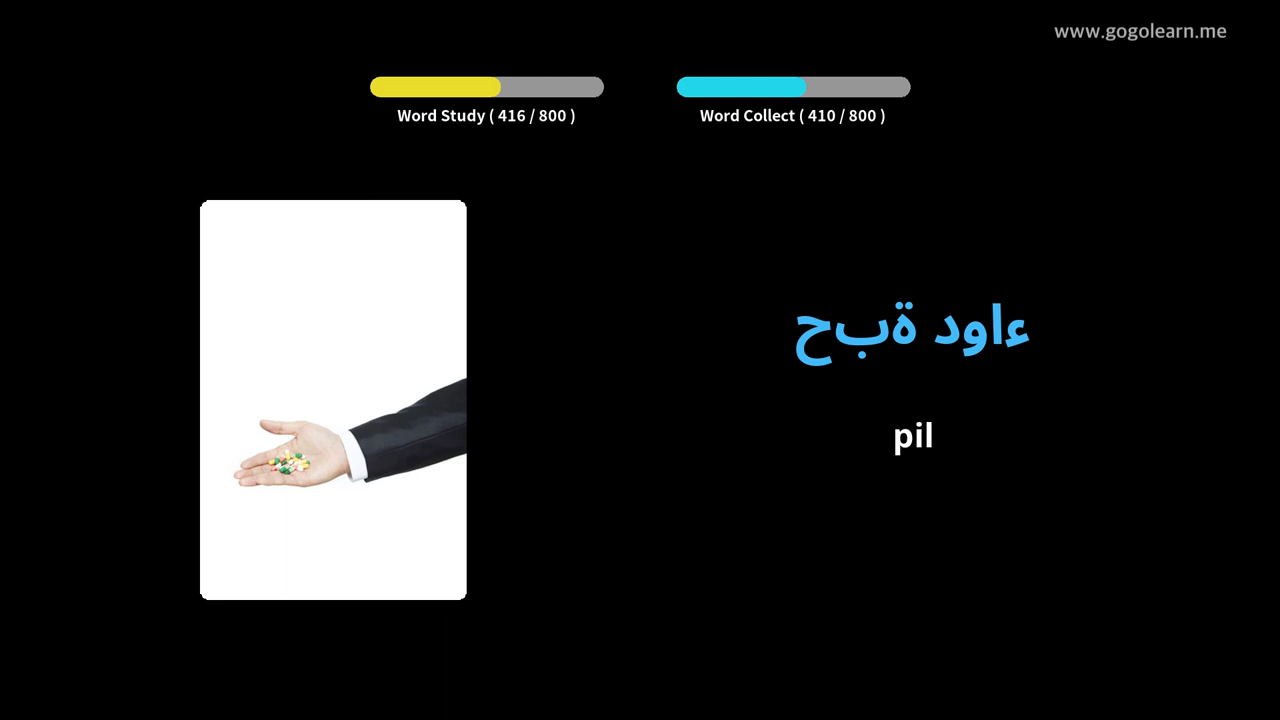 www.gogolearn.me
Word Study ( 416 / 800 )
Word Collect ( 410 / 800 )
ءاود ةبح
pil